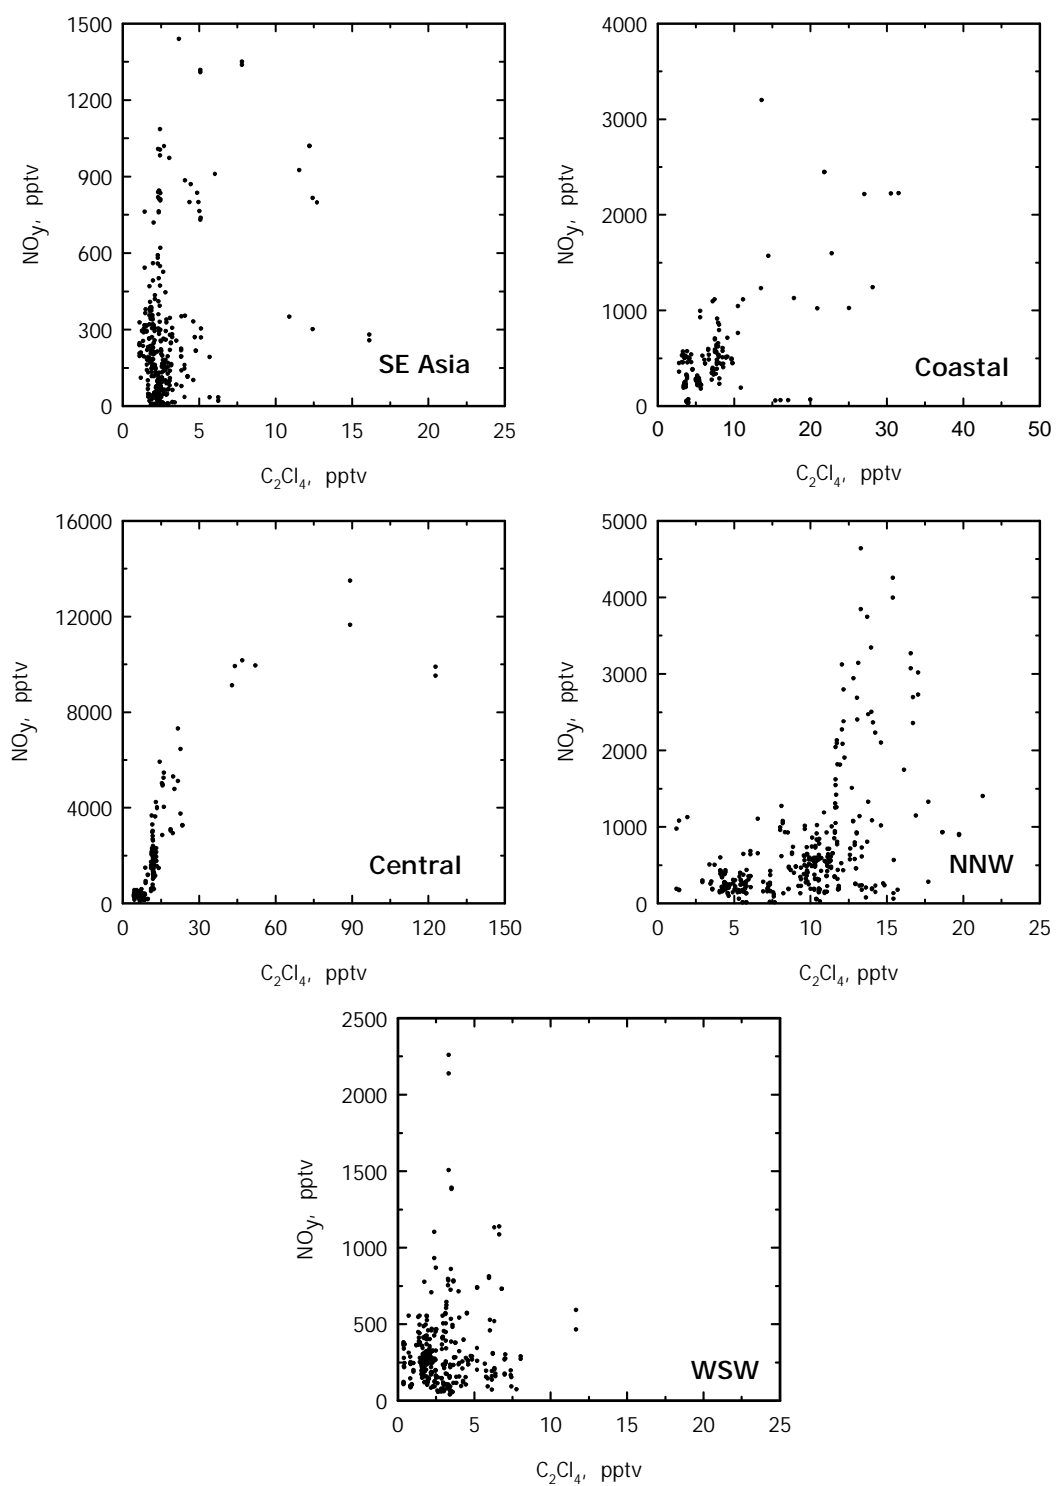 1500
1200
900
600
300
0
NOy, pptv
SE Asia
0 5 10 15 20 25
C2Cl4, pptv
4000
3000
2000
1000
0
NOy, pptv
Coastal
0 10 20 30 40 50
C2Cl4, pptv
16000
12000
8000
4000
0
NOy, pptv
Central
0 30 60 90 120 150
C2Cl4, pptv
5000
4000
3000
2000
1000
0
NOy, pptv
NNW
0 5 10 15 20 25
C2Cl4, pptv
2500
2000
1500
1000
500
0
NOy, pptv
WSW
0 5 10 15 20 25
C2Cl4, pptv